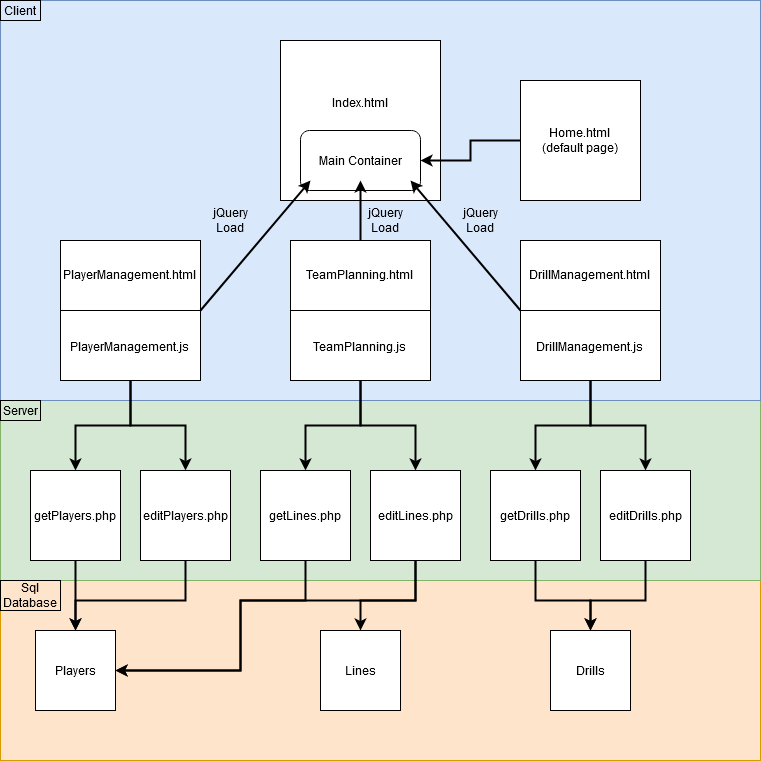 Client
Index.html
Main Container
Home.html
(default page)
jQuery
Load
jQuery
Load
jQuery
Load
PlayerManagement.html
TeamPlanning.html
DrillManagement.html
PlayerManagement.js
TeamPlanning.js
DrillManagement.js
Server
getPlayers.php
editPlayers.php
getLines.php
editLines.php
getDrills.php
editDrills.php
Sql
Database
Players
Lines
Drills